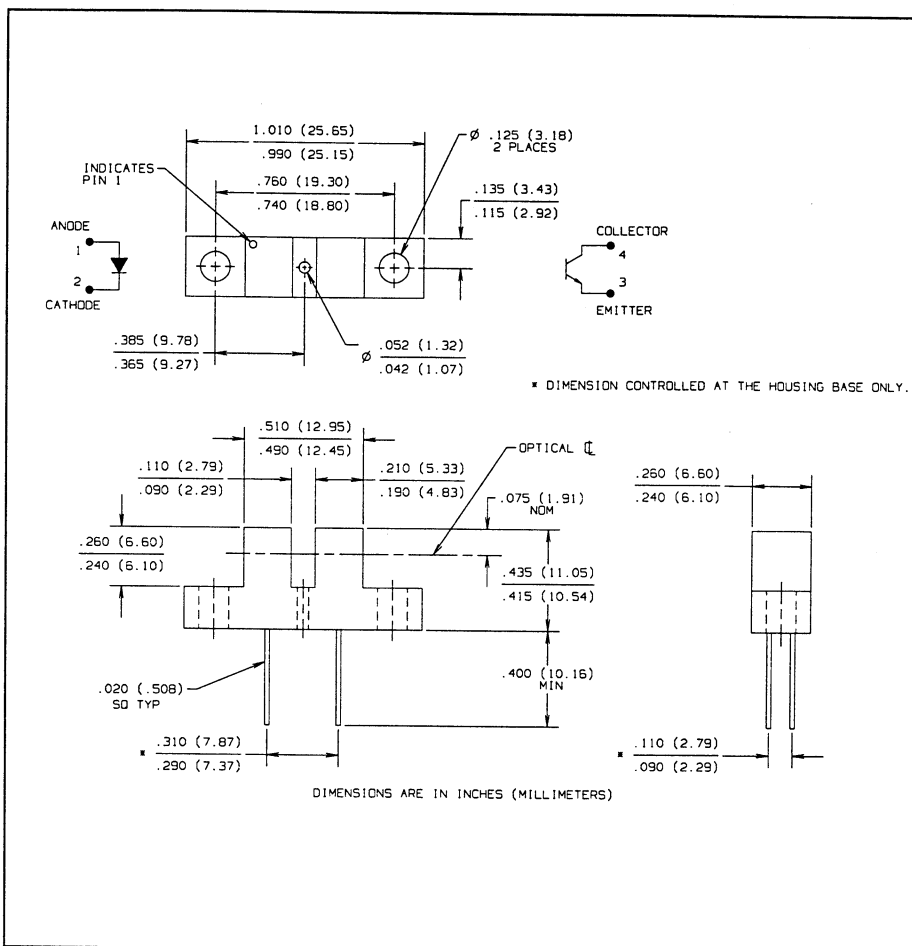 1.010 (25.65)
.990 (25.15)
Ø .125 (3.18)
2 PLACES
INDICATES
PIN 1
.760 (19.30)
.740 (18.80)
.135 (3.43)
.115 (2.92)
ANODE
1
2
CATHODE
COLLECTOR
4
3
EMITTER
.385 (9.78)
.365 (9.27)
Ø .052 (1.32)
.042 (1.07)
* DIMENSION CONTROLLED AT THE HOUSING BASE ONLY.
.510 (12.95)
.490 (12.45)
OPTICAL ℄
.110 (2.79)
.090 (2.29)
.210 (5.33)
.190 (4.83)
.075 (1.91)
NOM
.260 (6.60)
.240 (6.10)
.260 (6.60)
.240 (6.10)
.435 (11.05)
.415 (10.54)
.400 (10.16)
MIN
.020 (.508)
SQ TYP
* .310 (7.87)
.290 (7.37)
* .110 (2.79)
.090 (2.29)
DIMENSIONS ARE IN INCHES (MILLIMETERS)